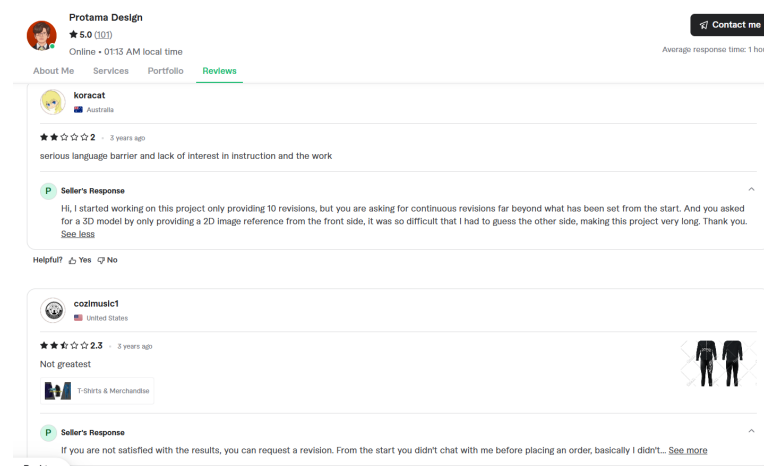 Protama Design
★ 5.0 (101)
Online • 01:13 AM local time
Contact me
Average response time: 1 hou
About Me Services Portfolio Reviews
koracat
Australia
★★☆☆☆ 2 · 3 years ago
serious language barrier and lack of interest in instruction and the work
P Seller's Response
Hi, I started working on this project only providing 10 revisions, but you are asking for continuous revisions far beyond what has been set from the start. And you asked
for a 3D model by only providing a 2D image reference from the front side, it was so difficult that I had to guess the other side, making this project very long. Thank you.
See less
Helpful? Yes No
cozimusic1
United States
2.3 · 3 years ago
Not greatest
T-Shirts & Merchandise
P Seller's Response
If you are not satisfied with the results, you can request a revision. From the start you didn't chat with me before placing an order, basically I didn't... See more